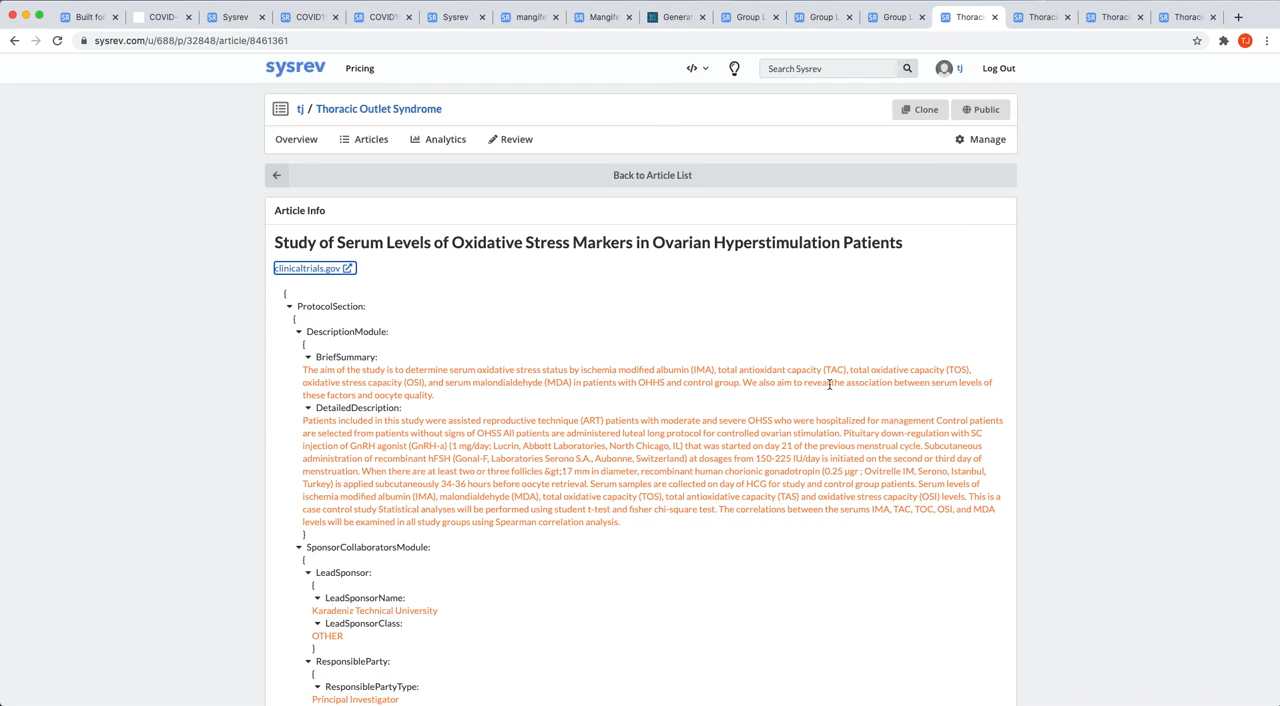 Built for
COVID-
Sysrev
COVID1
COVID1
Sysrev
mangife
Mangife
Generat
Group L
Group L
Group L
Thoraci
Thoraci
Thoraci
Thoraci
sysrev.com/u/688/p/32848/article/8461361
TJ
sysrev
Pricing
</>
Search Sysrev
tj
Log Out
tj / Thoracic Outlet Syndrome
Clone
Public
Overview
Articles
Analytics
Review
Manage
Back to Article List
Article Info
Study of Serum Levels of Oxidative Stress Markers in Ovarian Hyperstimulation Patients
clinicaltrials.gov
{
ProtocolSection:
{
DescriptionModule:
{
BriefSummary:
The aim of the study is to determine serum oxidative stress status by ischemia modified albumin (IMA), total antioxidant capacity (TAC), total oxidative capacity (TOS),
oxidative stress capacity (OSI), and serum malondialdehyde (MDA) in patients with OHHS and control group. We also aim to reveal the association between serum levels of
these factors and oocyte quality.
DetailedDescription:
Patients included in this study were assisted reproductive technique (ART) patients with moderate and severe OHSS who were hospitalized for management Control patients
are selected from patients without signs of OHSS All patients are administered luteal long protocol for controlled ovarian stimulation. Pituitary down-regulation with SC
injection of GnRH agonist (GnRH-a) (1 mg/day; Lucrin, Abbott Laboratories, North Chicago, IL) that was started on day 21 of the previous menstrual cycle. Subcutaneous
administration of recombinant hFSH (Gonal-F, Laboratories Serono S.A., Aubonne, Switzerland) at dosages from 150-225 IU/day is initiated on the second or third day of
menstruation. When there are at least two or three follicles &gt;17 mm in diameter, recombinant human chorionic gonadotropin (0.25 µgr ; Ovitrelle IM, Serono, Istanbul,
Turkey) is applied subcutaneously 34-36 hours before oocyte retrieval. Serum samples are collected on day of HCG for study and control group patients. Serum levels of
ischemia modified albumin (IMA), malondialdehyde (MDA), total oxidative capacity (TOS), total antioxidative capacity (TAS) and oxidative stress capacity (OSI) levels. This is a
case control study Statistical analyses will be performed using student t-test and fisher chi-square test. The correlations between the serums IMA, TAC, TOC, OSI, and MDA
levels will be examined in all study groups using Spearman correlation analysis.
}
SponsorCollaboratorsModule:
{
LeadSponsor:
{
LeadSponsorName:
Karadeniz Technical University
LeadSponsorClass:
OTHER
}
ResponsibleParty:
{
ResponsiblePartyType:
Principal Investigator